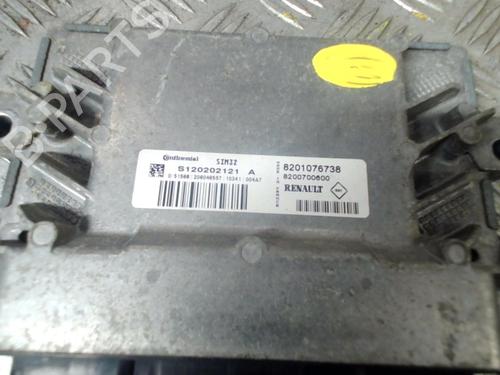 B-PARTS
Continental SIM32
S120202121 A
8201076738
8200700600
RENAULT